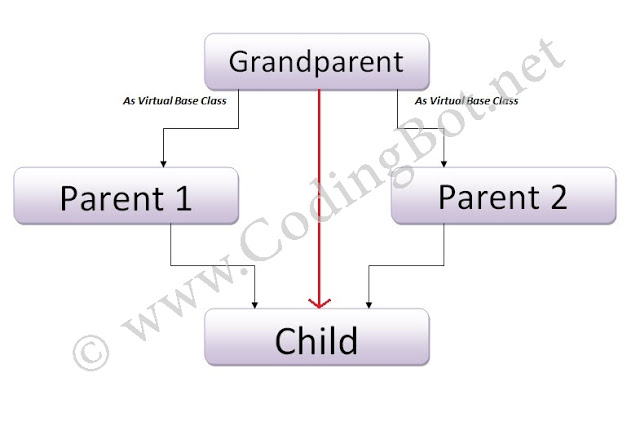 Grandparent
As Virtual Base Class
As Virtual Base Class
Parent 1
Parent 2
Child
© www.CodingBot.net